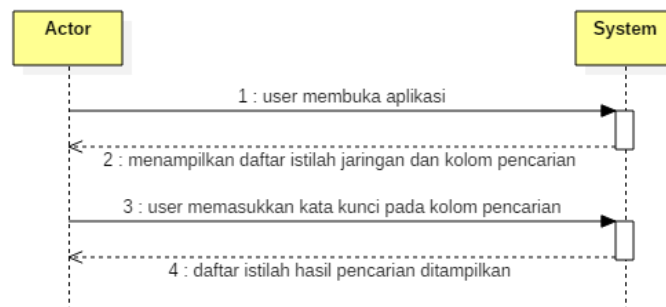 Actor
System
1 : user membuka aplikasi
2 : menampilkan daftar istilah jaringan dan kolom pencarian
3 : user memasukkan kata kunci pada kolom pencarian
4 : daftar istilah hasil pencarian ditampilkan